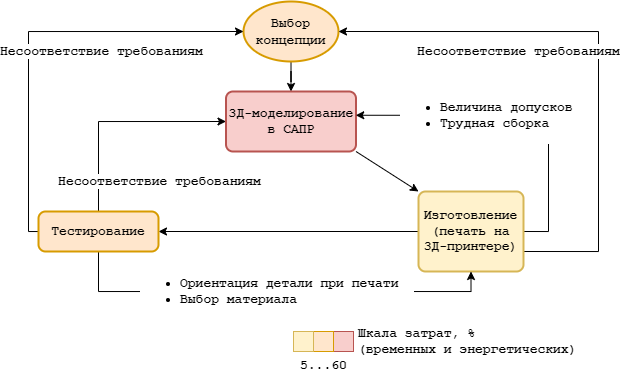 Выбор
концепции
Несоответствие требованиям
Несоответствие требованиям
3Д-моделирование
в САПР
• Величина допусков
• Трудная сборка
Несоответствие требованиям
Тестирование
Изготовление
(печать на
3Д-принтере)
• Ориентация детали при печати
• Выбор материала
Шкала затрат, %
(временных и энергетических)
5...60